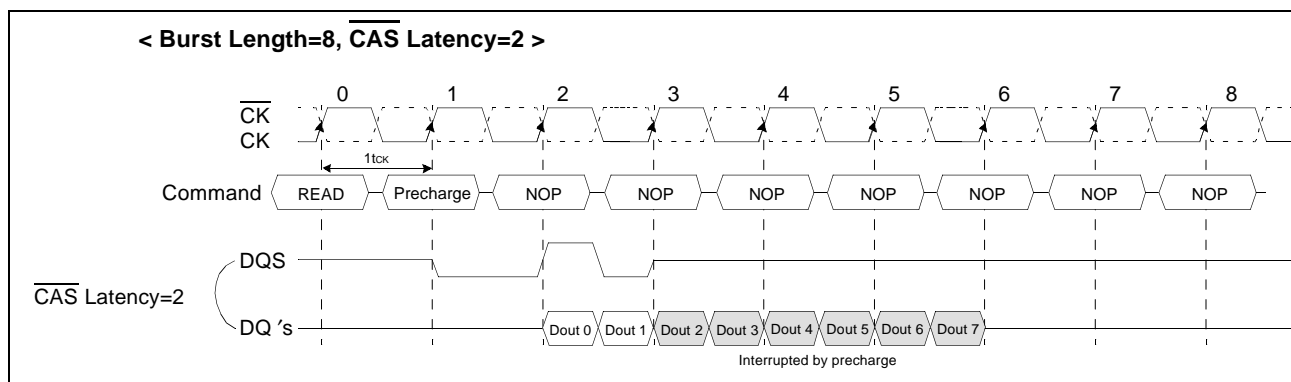 < Burst Length=8, CAS Latency=2 >
0 1 2 3 4 5 6 7 8
CK
CK
1tCK
Command READ Precharge NOP NOP NOP NOP NOP NOP NOP
DQS
CAS Latency=2
DQ 's Dout 0 Dout 1 Dout 2 Dout 3 Dout 4 Dout 5 Dout 6 Dout 7
Interrupted by precharge